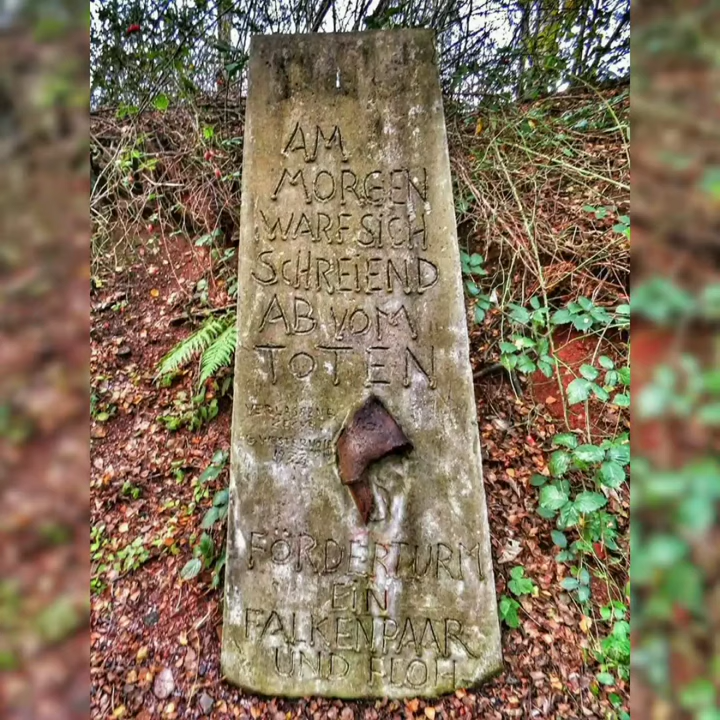 AM
MORGEN
WARF SICH
SCHREIEND
AB VOM
TOTEN
FÖRDERTURM
EIN
FALKENPAAR
UND FLOH